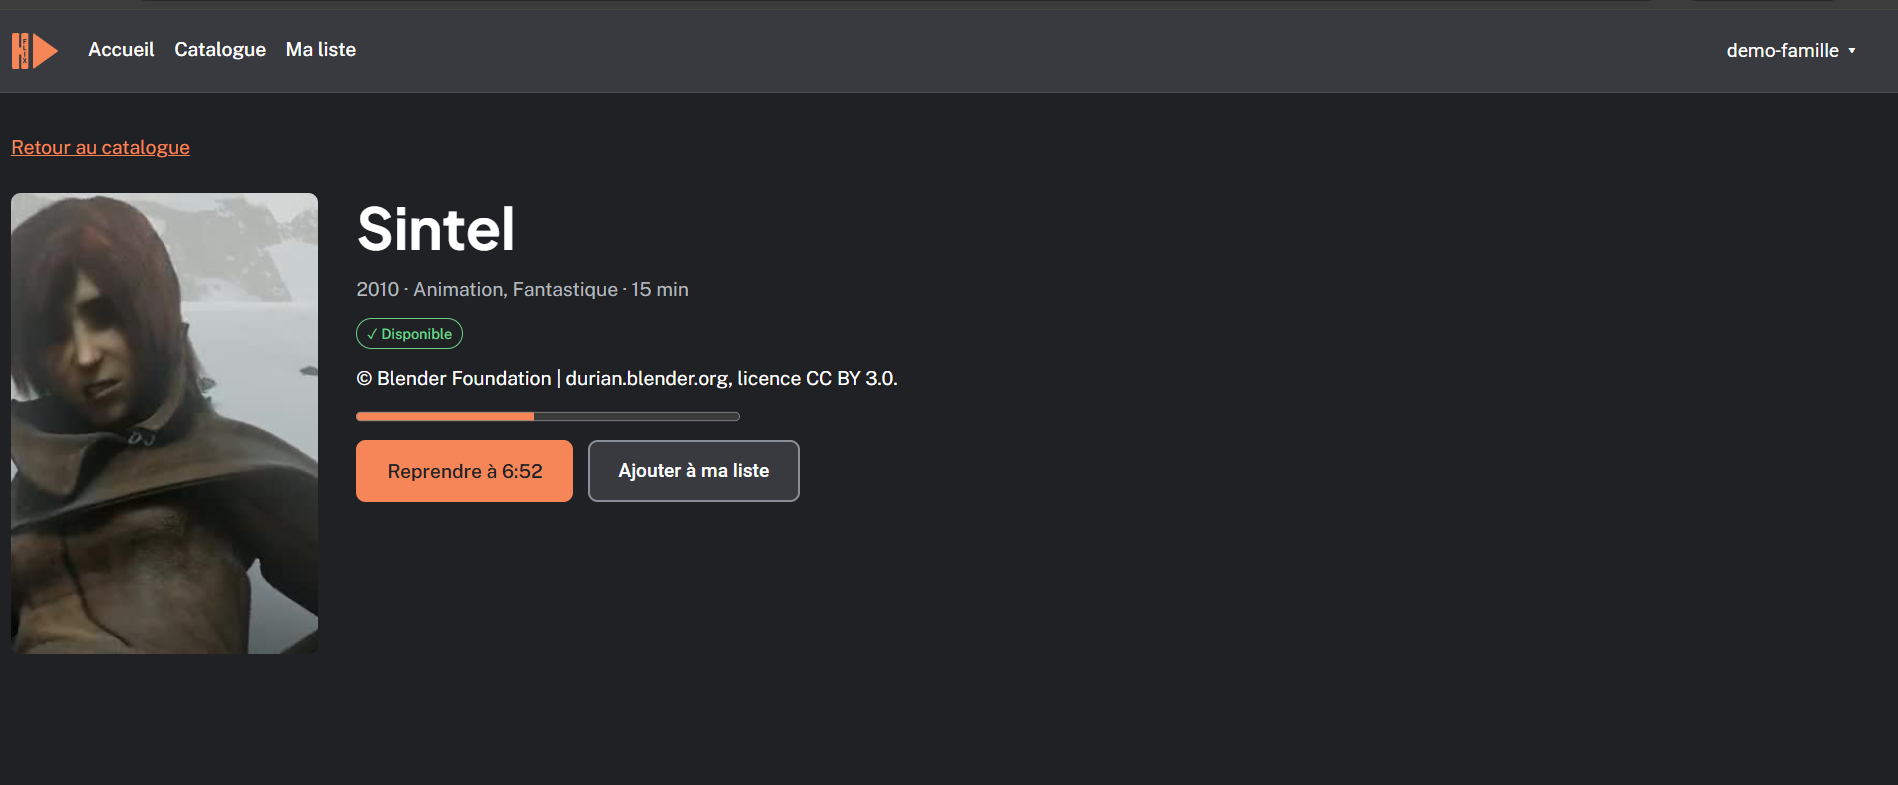 FLIX
Accueil Catalogue Ma liste
demo-famille
Retour au catalogue
Sintel
2010 · Animation, Fantastique · 15 min
✓ Disponible
© Blender Foundation | durian.blender.org, licence CC BY 3.0.
Reprendre à 6:52
Ajouter à ma liste